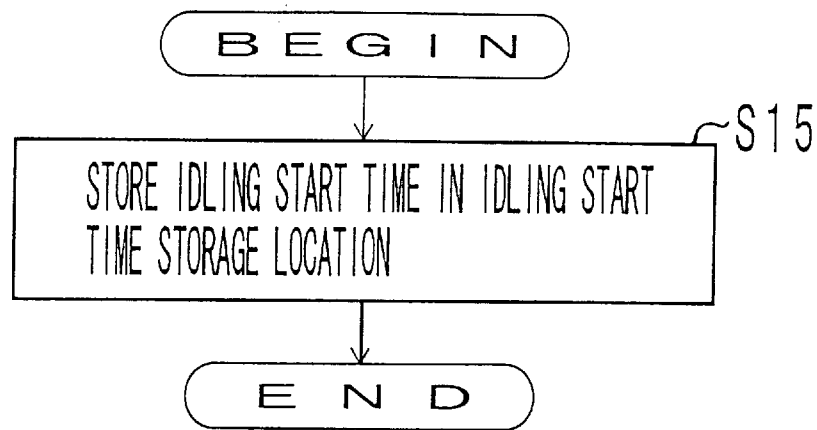 BEGIN
S15
STORE IDLING START TIME IN IDLING START
TIME STORAGE LOCATION
END